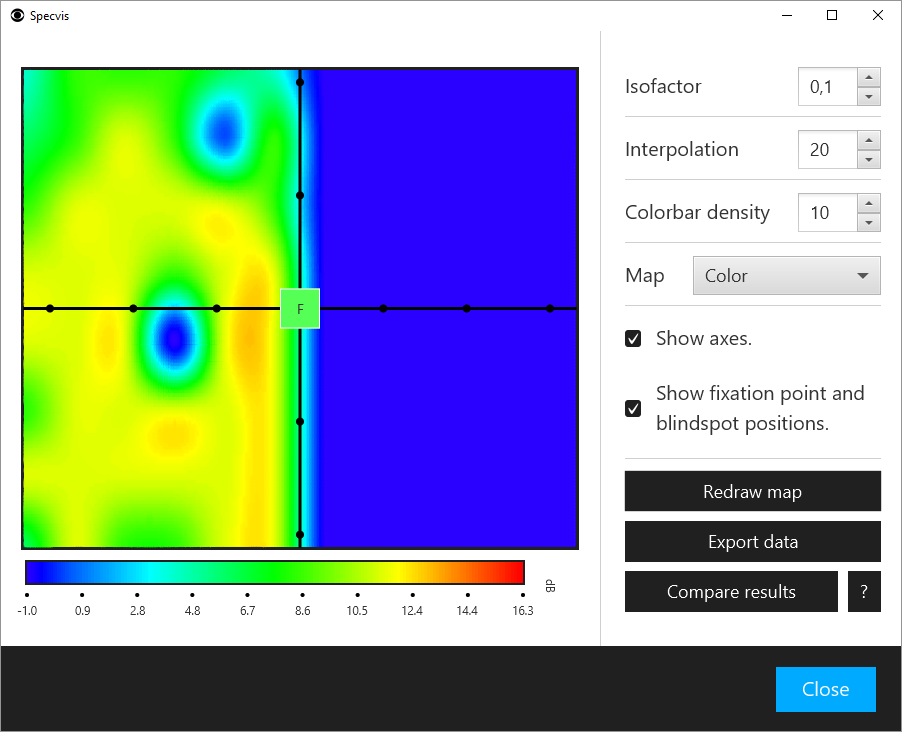 Specvis
Isofactor
0,1
Interpolation
20
Colorbar density
10
Map
Color
Show axes.
Show fixation point and
blindspot positions.
F
Redraw map
Export data
Compare results
?
dB
-1.0 0.9 2.8 4.8 6.7 8.6 10.5 12.4 14.4 16.3
Close